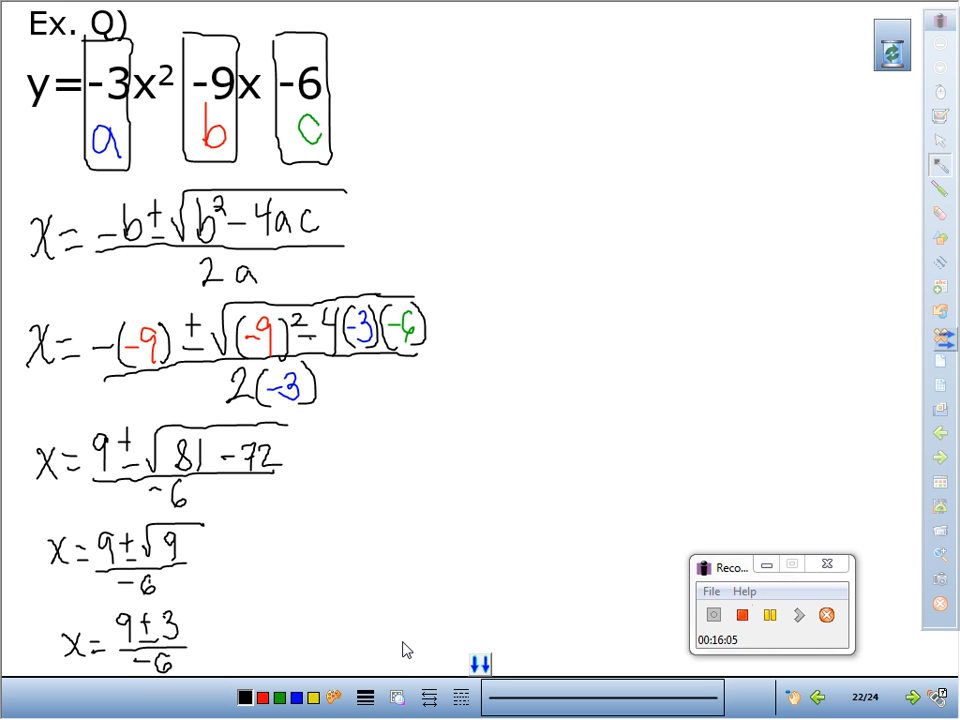 Ex. Q)
y=-3x² -9x -6
a b c
x = -b ± √b² - 4ac
2a
x = -(-9) ± √(-9)² - 4(-3)(-6)
2(-3)
x = 9 ± √81 - 72
-6
x = 9 ± √9
-6
x = 9 ± 3
-6
Reco...
File Help
00:16:05
22/24